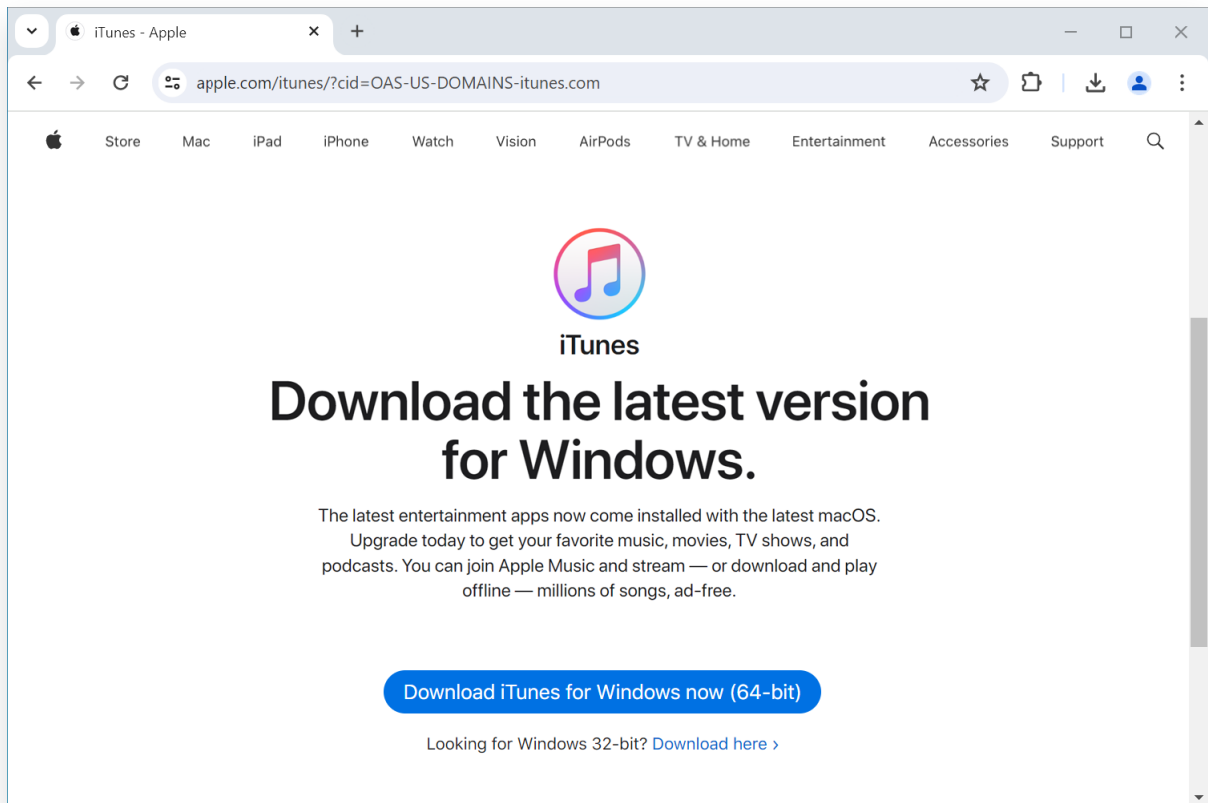 iTunes - Apple
apple.com/itunes/?cid=OAS-US-DOMAINS-itunes.com
Store Mac iPad iPhone Watch Vision AirPods TV & Home Entertainment Accessories Support
iTunes
Download the latest version
for Windows.
The latest entertainment apps now come installed with the latest macOS.
Upgrade today to get your favorite music, movies, TV shows, and
podcasts. You can join Apple Music and stream — or download and play
offline — millions of songs, ad-free.
Download iTunes for Windows now (64-bit)
Looking for Windows 32-bit? Download here ›